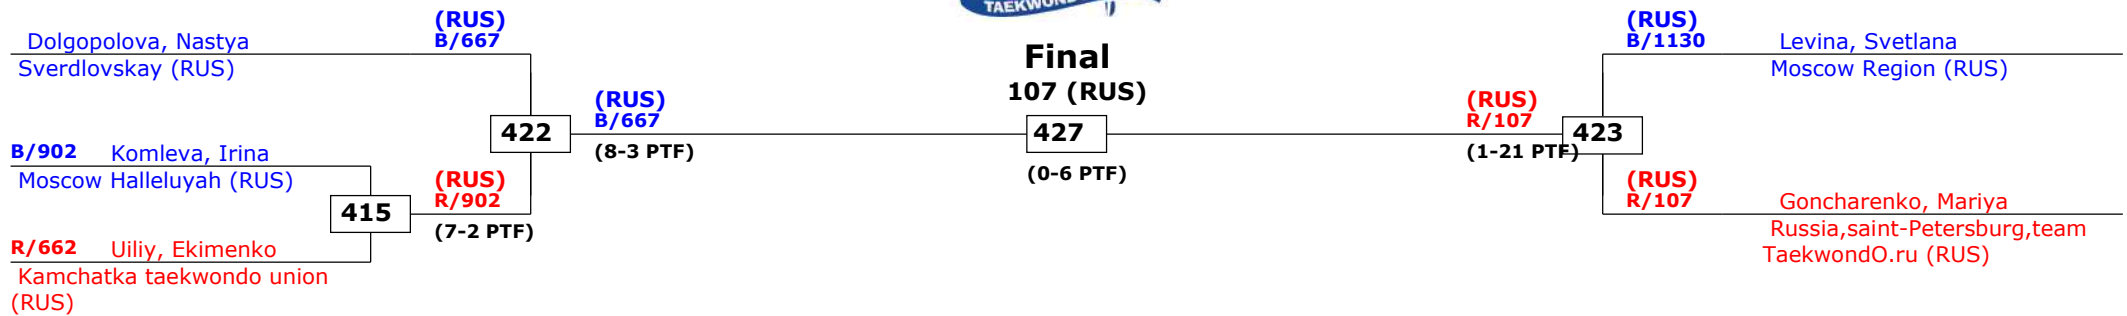 TAEKWONDO
(RUS)
B/667
Dolgopolova, Nastya
Sverdlovskay (RUS)
B/902 Komleva, Irina
Moscow Halleluyah (RUS)
415
R/662 Uiliy, Ekimenko
Kamchatka taekwondo union
(RUS)
(RUS)
R/902
(7-2 PTF)
422
(RUS)
B/667
(8-3 PTF)
Final
107 (RUS)
427
(0-6 PTF)
(RUS)
R/107
(1-21 PTF)
423
(RUS)
B/1130
Levina, Svetlana
Moscow Region (RUS)
(RUS)
R/107
Goncharenko, Mariya
Russia,saint-Petersburg,team
TaekwondO.ru (RUS)